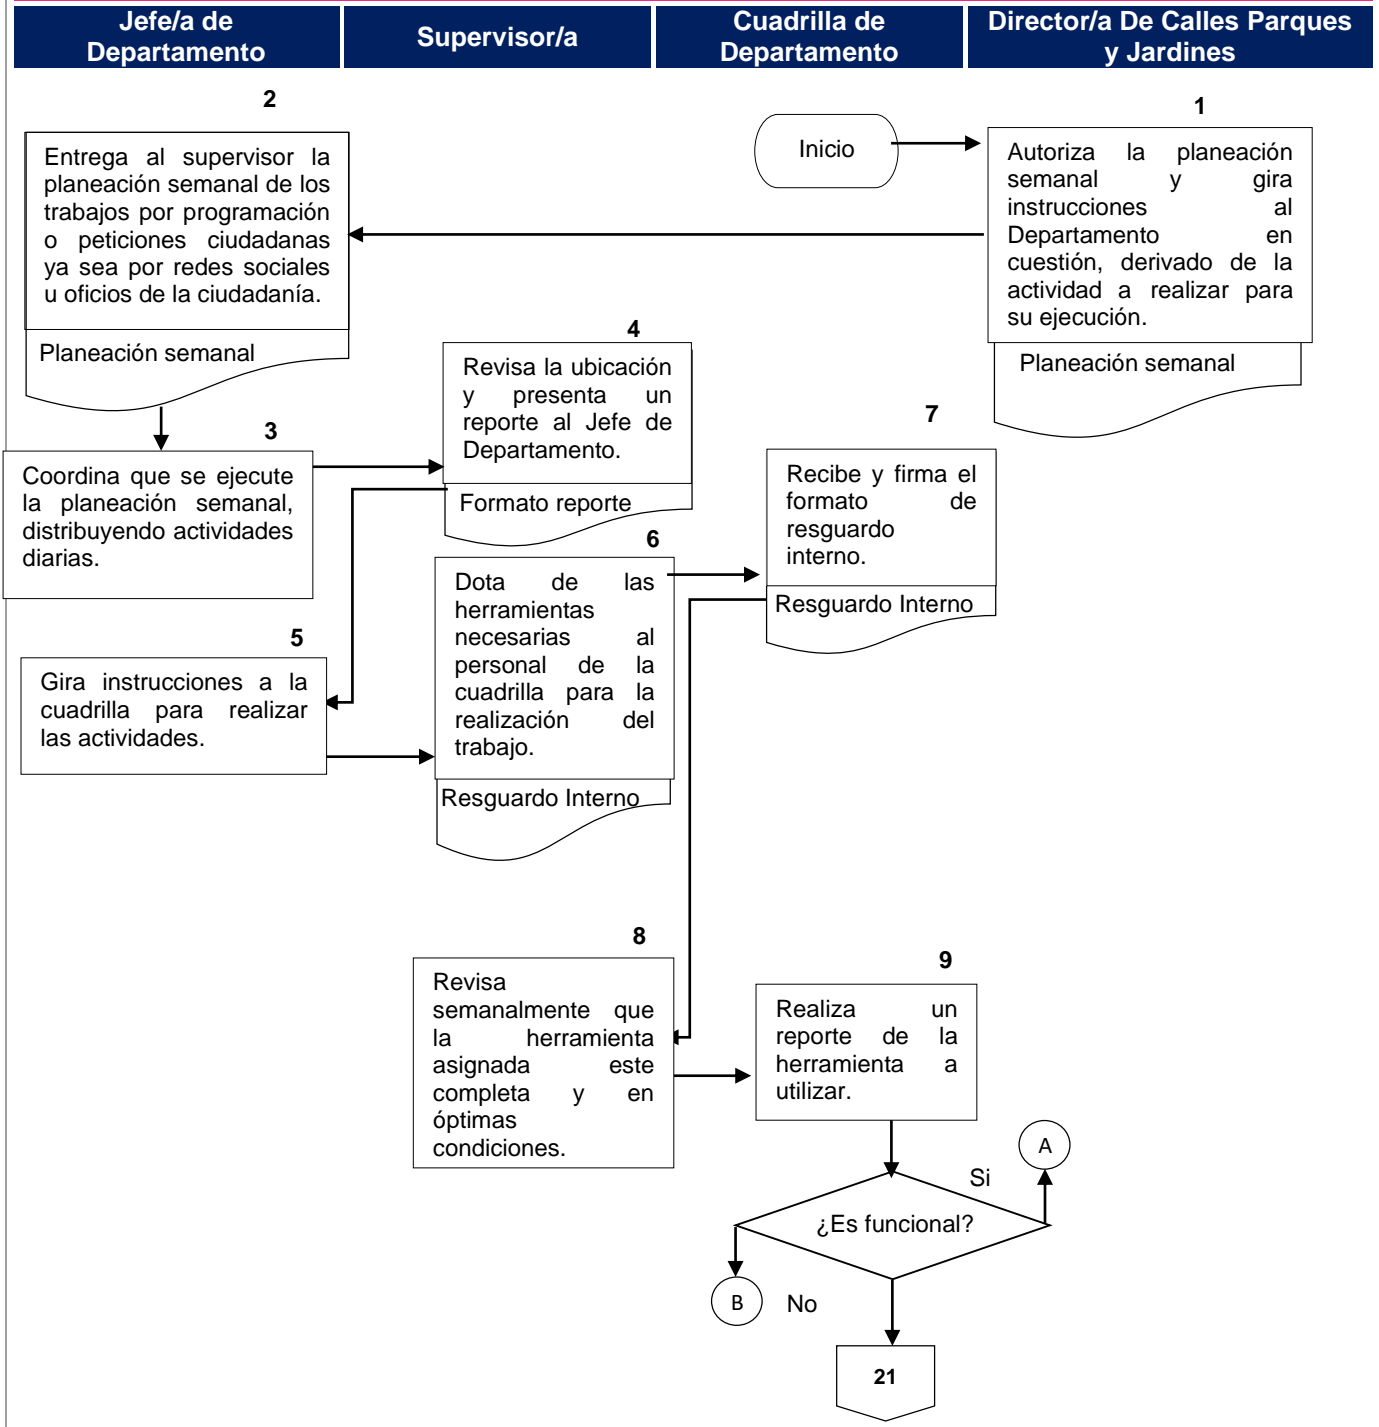 Jefe/a de
Departamento
Supervisor/a
Cuadrilla de
Departamento
Director/a De Calles Parques
y Jardines
Inicio
1
Autoriza la planeación
semanal y gira
instrucciones al
Departamento en
cuestión, derivado de la
actividad a realizar para
su ejecución.
Planeación semanal
2
Entrega al supervisor la
planeación semanal de los
trabajos por programación
o peticiones ciudadanas
ya sea por redes sociales
u oficios de la ciudadanía.
Planeación semanal
3
Coordina que se ejecute
la planeación semanal,
distribuyendo actividades
diarias.
4
Revisa la ubicación
y presenta un
reporte al Jefe de
Departamento.
Formato reporte
5
Gira instrucciones a la
cuadrilla para realizar
las actividades.
6
Dota de las
herramientas
necesarias al
personal de la
cuadrilla para la
realización del
trabajo.
Resguardo Interno
7
Recibe y firma el
formato de
resguardo
interno.
Resguardo Interno
8
Revisa
semanalmente que
la herramienta
asignada este
completa y en
óptimas
condiciones.
9
Realiza un
reporte de la
herramienta a
utilizar.
¿Es funcional?
Si
A
B
No
21